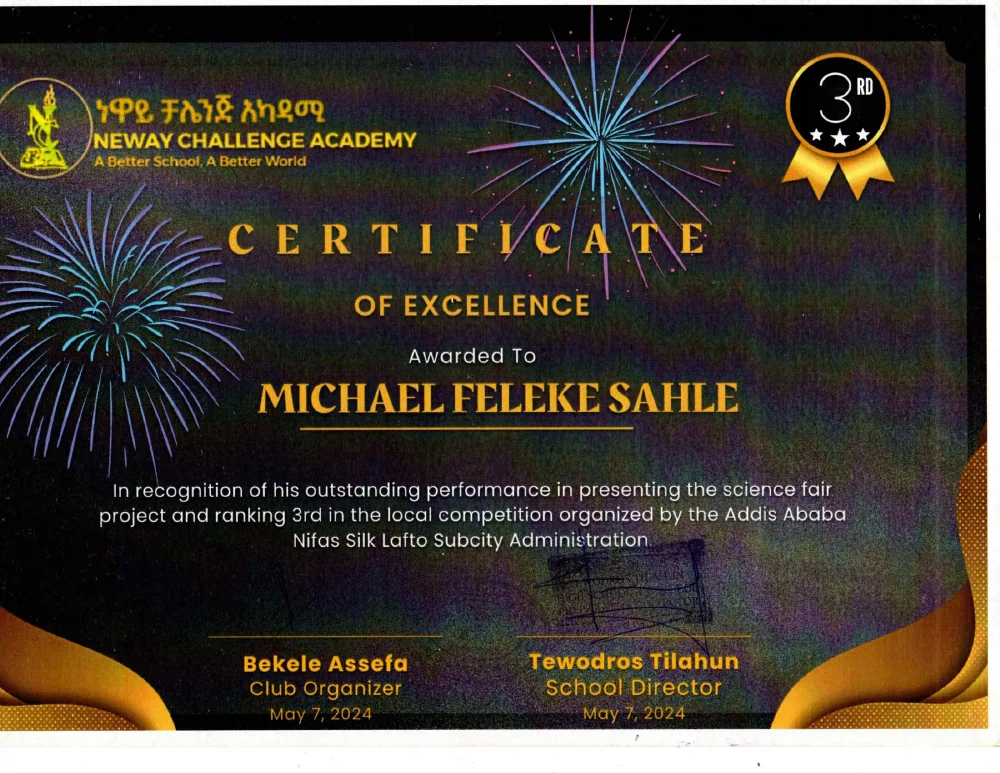 ነዋይ ቻሌንጅ አካዳሚ
NEWAY CHALLENGE ACADEMY
A Better School, A Better World
3RD
CERTIFICATE
OF EXCELLENCE
Awarded To
MICHAEL FELEKE SAHLE
In recognition of his outstanding performance in presenting the science fair
project and ranking 3rd in the local competition organized by the Addis Ababa
Nifas Silk Lafto Subcity Administration
Bekele Assefa
Club Organizer
May 7, 2024
Tewodros Tilahun
School Director
May 7, 2024